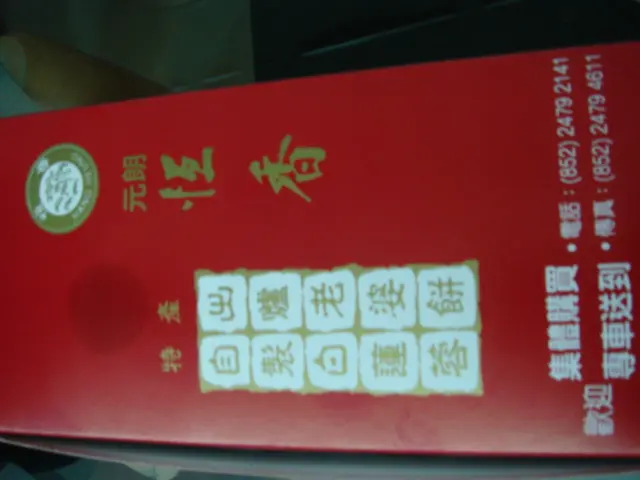 元朗
恆香
特產
出爐老婆餅
自製白蓮蓉
歡迎
集體購買
專車送到
•電話：(852) 2479 2141
•傳真：(852) 2479 4611